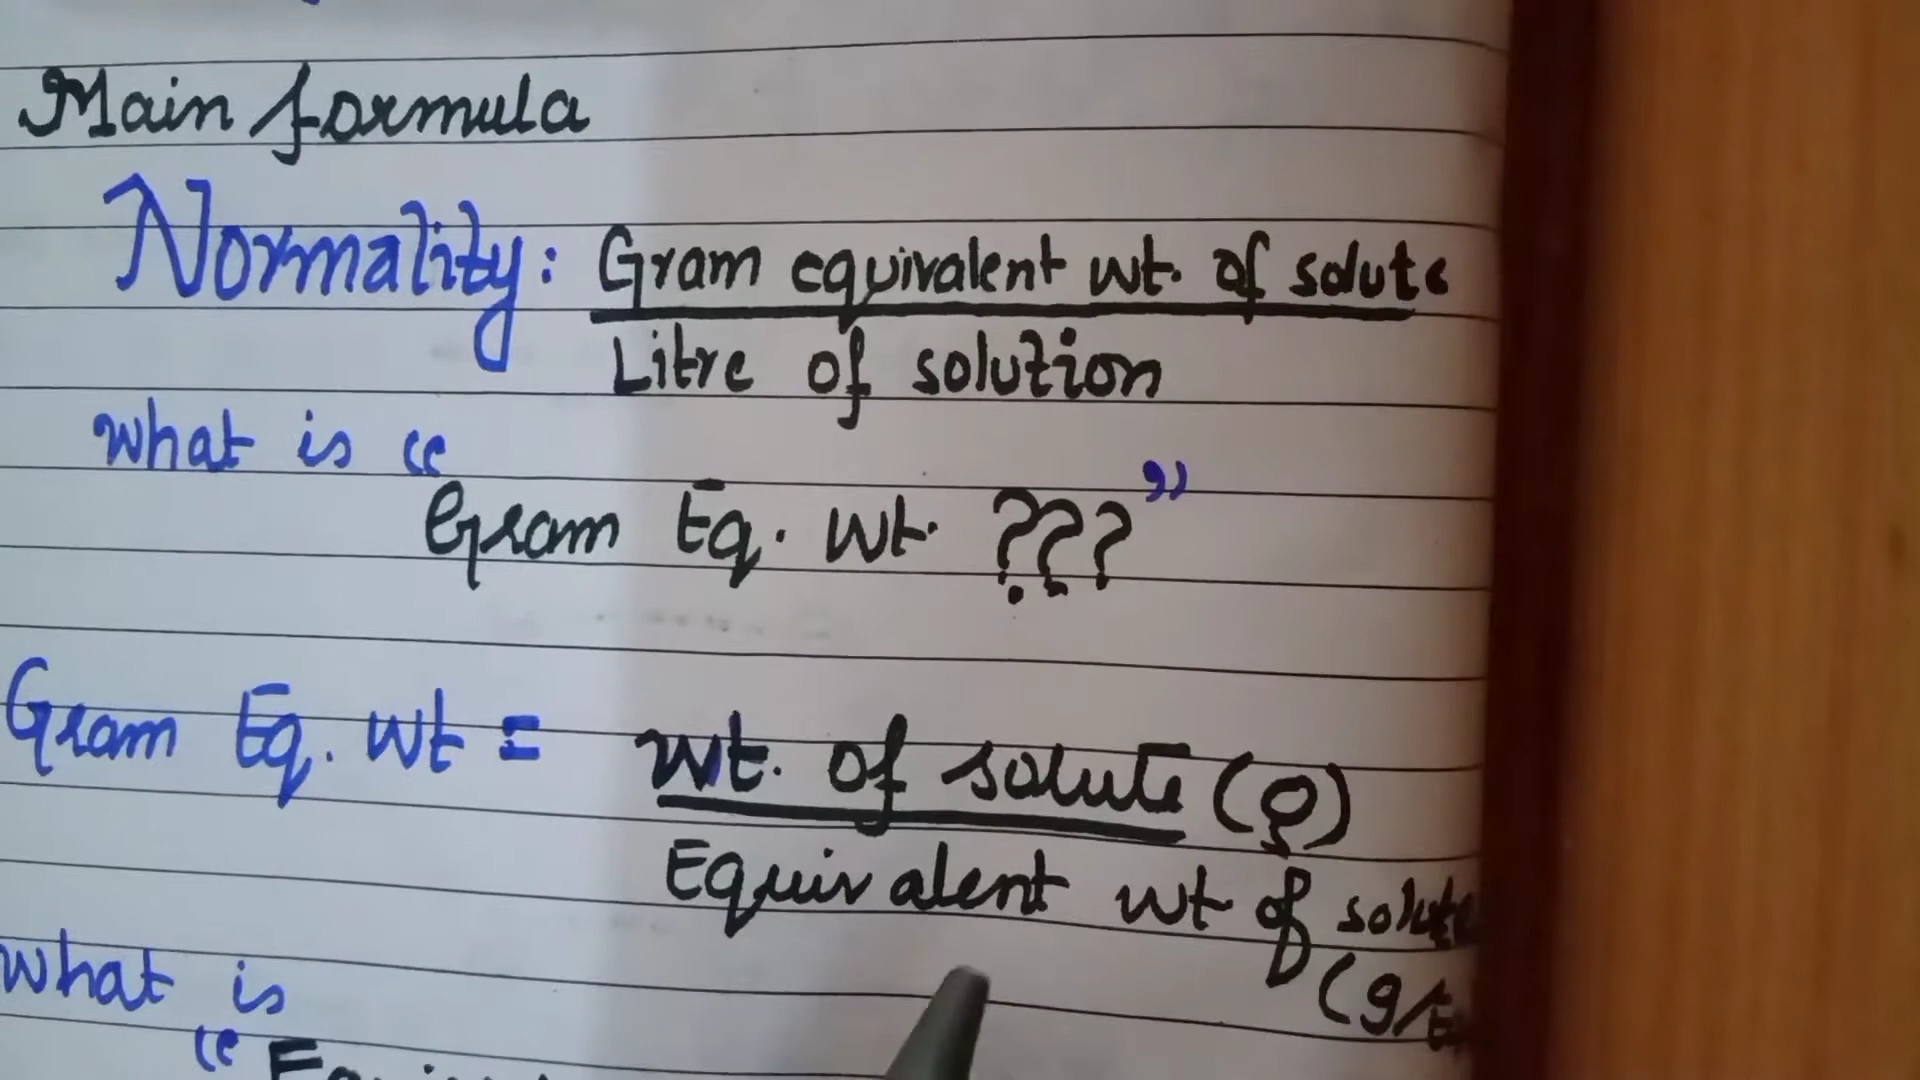 Main formula
Normality: Gram equivalent wt. of solute
Litre of solution
What is "
Gram Eq. wt. ???"
Gram Eq. wt = wt. of solute (g)
Equivalent wt of solute
(g/E
What is
"